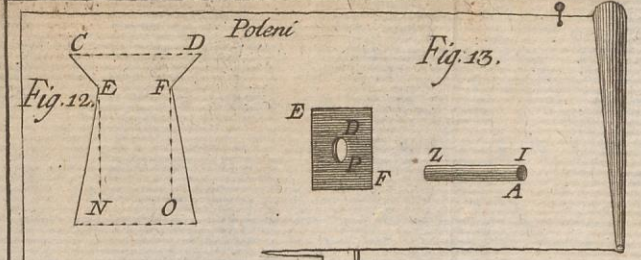 Poleni
C D
Fig. 13.
Fig. 12. E F
E
D
P
F
Z I
A
N O